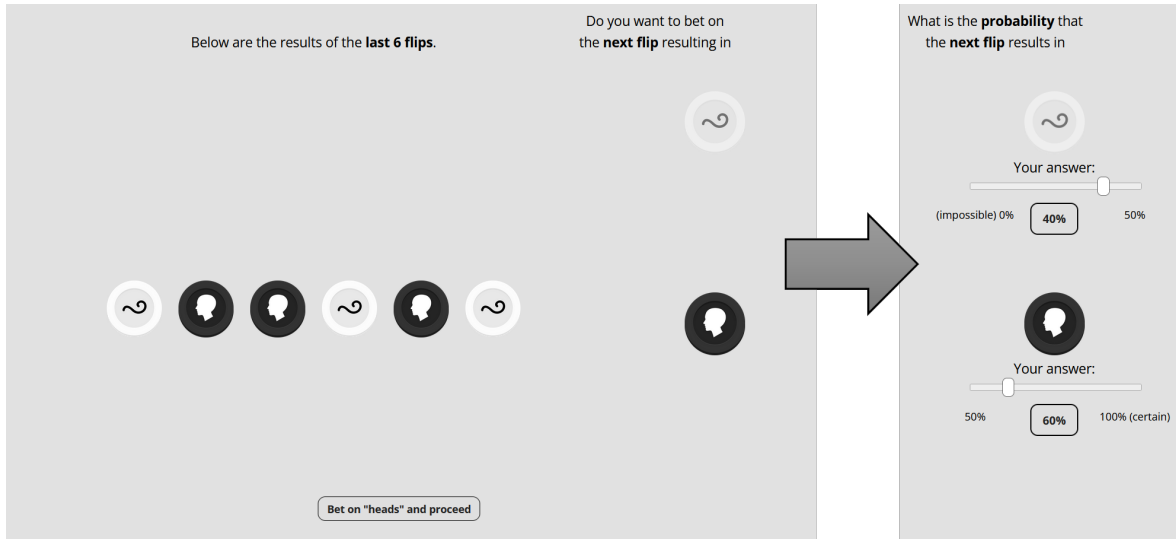 Below are the results of the last 6 flips.
Do you want to bet on
the next flip resulting in
Bet on "heads" and proceed
What is the probability that
the next flip results in
Your answer:
(impossible) 0%
40%
50%
Your answer:
50%
60%
100% (certain)